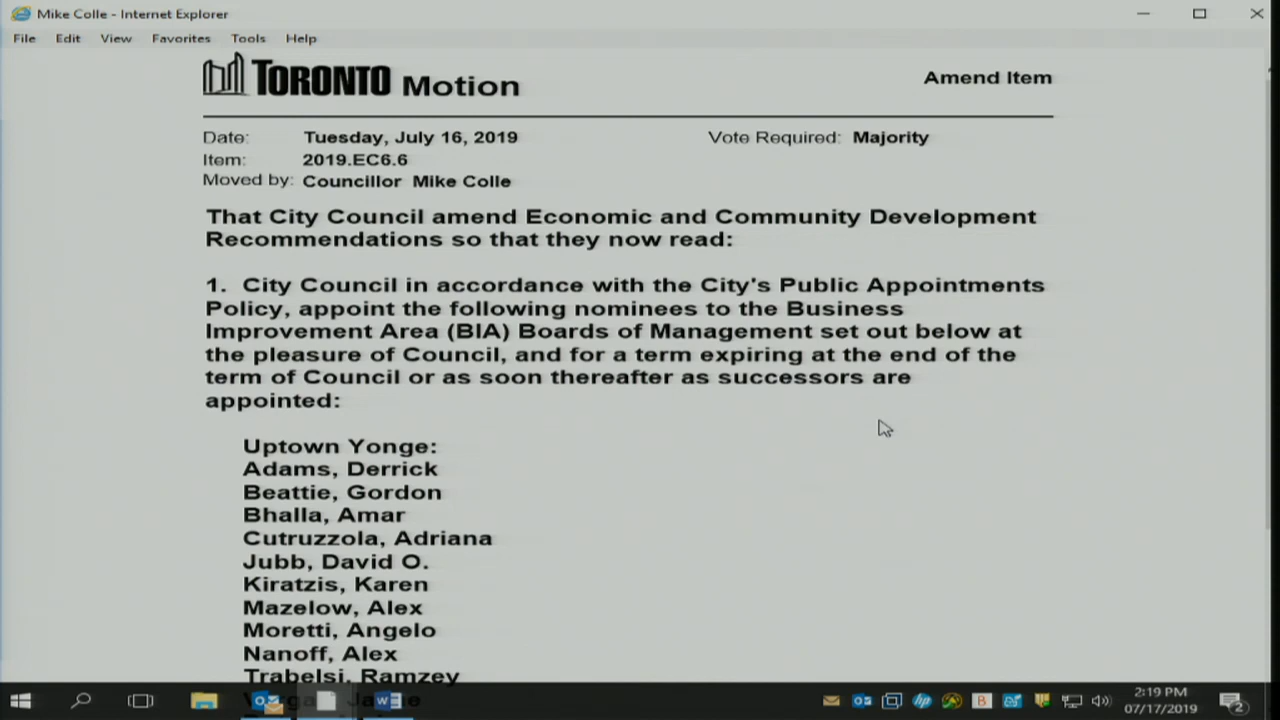 Mike Colle - Internet Explorer
File Edit View Favorites Tools Help
TORONTO Motion
Amend Item
Date: Tuesday, July 16, 2019
Vote Required: Majority
Item: 2019.EC6.6
Moved by: Councillor Mike Colle
That City Council amend Economic and Community Development
Recommendations so that they now read:
1. City Council in accordance with the City's Public Appointments
Policy, appoint the following nominees to the Business
Improvement Area (BIA) Boards of Management set out below at
the pleasure of Council, and for a term expiring at the end of the
term of Council or as soon thereafter as successors are
appointed:
Uptown Yonge:
Adams, Derrick
Beattie, Gordon
Bhalla, Amar
Cutruzzola, Adriana
Jubb, David O.
Kiratzis, Karen
Mazelow, Alex
Moretti, Angelo
Nanoff, Alex
Trabelsi, Ramzey
2:19 PM
07/17/2019